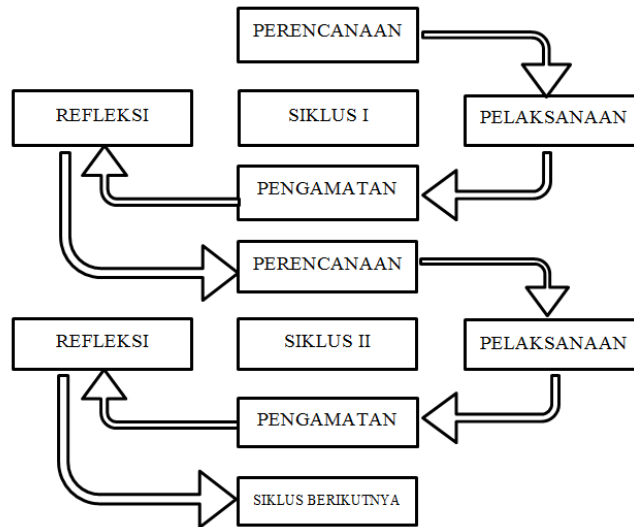 PERENCANAAN
REFLEKSI
SIKLUS I
PELAKSANAAN
PENGAMATAN
PERENCANAAN
REFLEKSI
SIKLUS II
PELAKSANAAN
PENGAMATAN
SIKLUS BERIKUTNYA